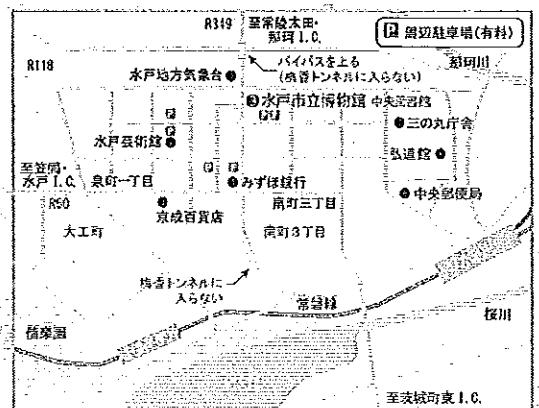 R349 至常陸太田・
那珂I.C.
P 周辺駐車場(有料)
R118
バイパスを上る
(梅香トンネルに入らない)
那珂川
水戸地方気象台
水戸市立博物館 中央図書館
P P
三の丸庁舎
P
P
水戸芸術館
弘道館
至笠間・
水戸I.C.
泉町一丁目
P P
みずほ銀行
中央郵便局
R50
南町三丁目
京成百貨店
大工町
南町3丁目
梅香トンネルに
入らない
常磐線
偕楽園
桜川
至茨城町東I.C.